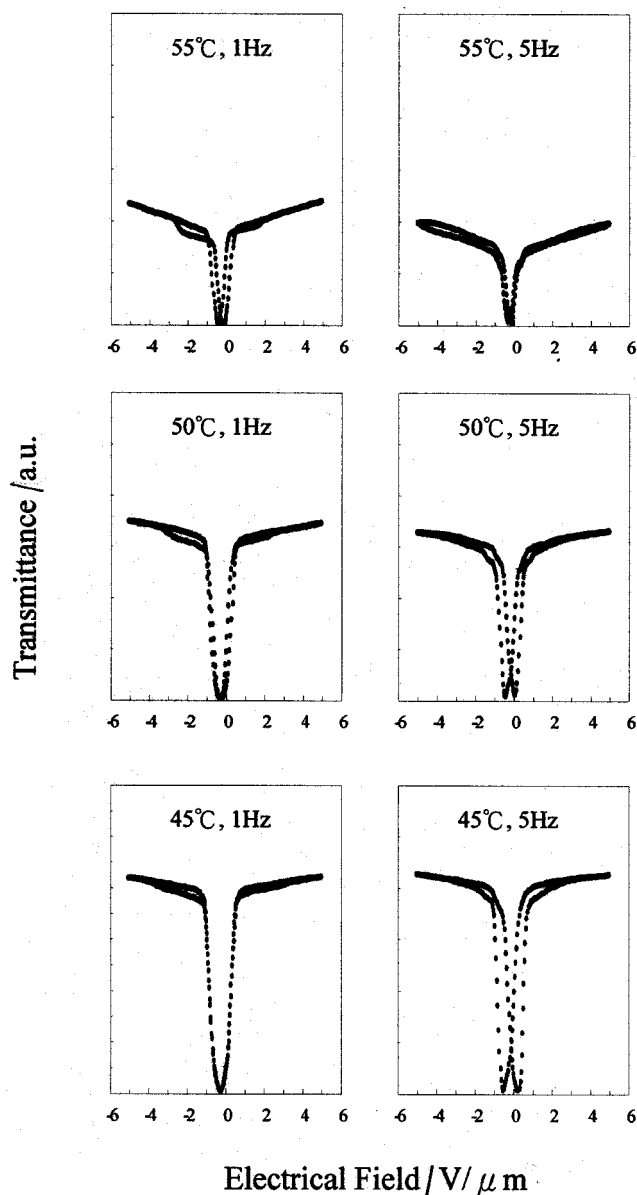 55℃, 1Hz
55℃, 5Hz
-6 -4 -2 0 2 4 6
-6 -4 -2 0 2 4 6
50℃, 1Hz
50℃, 5Hz
-6 -4 -2 0 2 4 6
-6 -4 -2 0 2 4 6
Transmittance /a.u.
45℃, 1Hz
45℃, 5Hz
-6 -4 -2 0 2 4 6
-6 -4 -2 0 2 4 6
Electrical Field / V/ μm